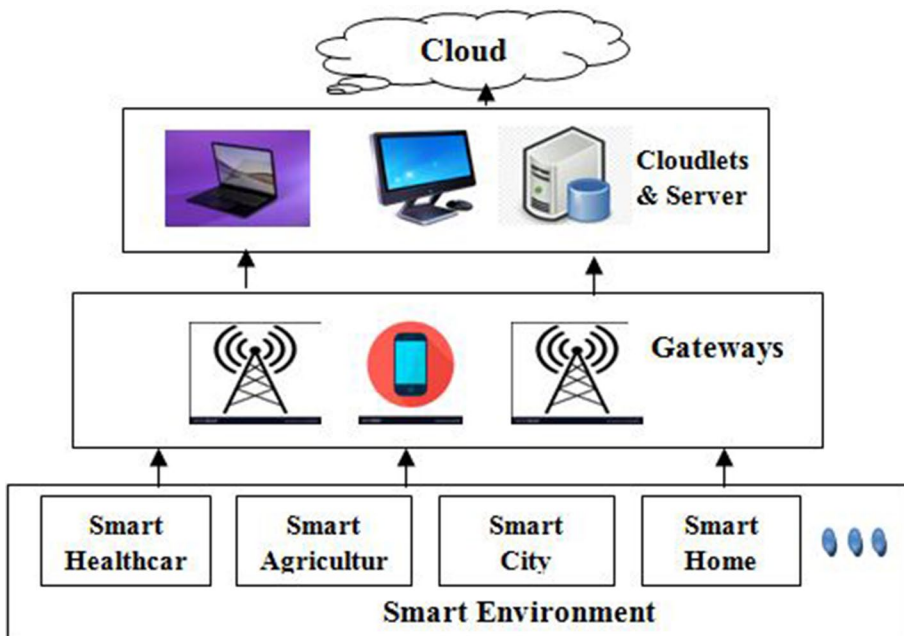 Cloud
Cloudlets
& Server
Gateways
Smart
Healthcar
Smart
Agricultur
Smart
City
Smart
Home
Smart Environment